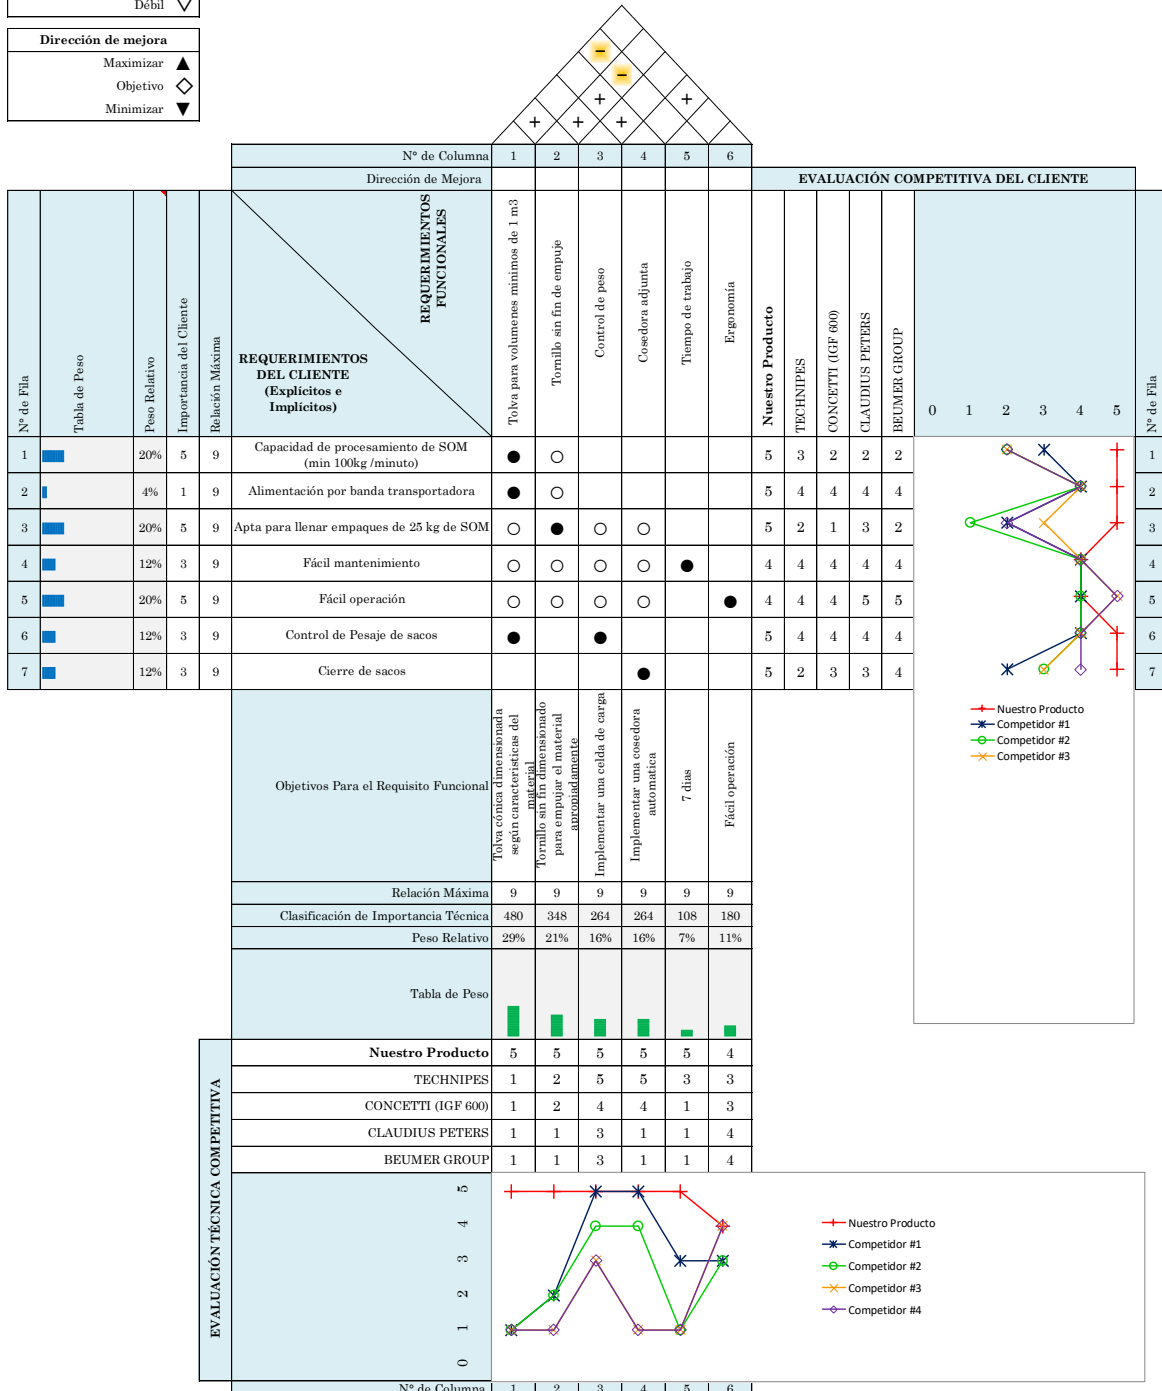 Débil ▽
Dirección de mejora
Maximizar ▲
Objetivo ◇
Minimizar ▼
−
−
+ +
+ + +
N° de Columna 1 2 3 4 5 6
Dirección de Mejora
EVALUACIÓN COMPETITIVA DEL CLIENTE
N° de Fila
Tabla de Peso
Peso Relativo
Importancia del Cliente
Relación Máxima
REQUERIMIENTOS
FUNCIONALES
REQUERIMIENTOS
DEL CLIENTE
(Explícitos e
Implícitos)
Tolva para volumenes minimos de 1 m3
Tornillo sin fin de empuje
Control de peso
Cosedora adjunta
Tiempo de trabajo
Ergonomía
Nuestro Producto
TECHNIPES
CONCETTI (IGF 600)
CLAUDIUS PETERS
BEUMER GROUP
0 1 2 3 4 5
N° de Fila
1 20% 5 9 Capacidad de procesamiento de SOM
(min 100kg /minuto) ● ○ 5 3 2 2 2 1
2 4% 1 9 Alimentación por banda transportadora ● ○ 5 4 4 4 4 2
3 20% 5 9 Apta para llenar empaques de 25 kg de SOM ○ ● ○ ○ 5 2 1 3 2 3
4 12% 3 9 Fácil mantenimiento ○ ○ ○ ○ ● 4 4 4 4 4 4
5 20% 5 9 Fácil operación ○ ○ ○ ○ ● 4 4 4 5 5 5
6 12% 3 9 Control de Pesaje de sacos ● ● 5 4 4 4 4 6
7 12% 3 9 Cierre de sacos ● 5 2 3 3 4 7
Nuestro Producto
Competidor #1
Competidor #2
Competidor #3
Objetivos Para el Requisito Funcional
Tolva cónica dimensionada
según caracteristicas del
material
Tornillo sin fin dimensionado
para empujar el material
apropiadamente
Implementar una celda de carga
Implementar una cosedora
automatica
7 dias
Fácil operación
Relación Máxima 9 9 9 9 9 9
Clasificación de Importancia Técnica 480 348 264 264 108 180
Peso Relativo 29% 21% 16% 16% 7% 11%
Tabla de Peso
EVALUACIÓN TÉCNICA COMPETITIVA
Nuestro Producto 5 5 5 5 5 4
TECHNIPES 1 2 5 5 3 3
CONCETTI (IGF 600) 1 2 4 4 1 3
CLAUDIUS PETERS 1 1 3 1 1 4
BEUMER GROUP 1 1 3 1 1 4
5
4
3
2
1
0
Nuestro Producto
Competidor #1
Competidor #2
Competidor #3
Competidor #4
N° de Columna 1 2 3 4 5 6